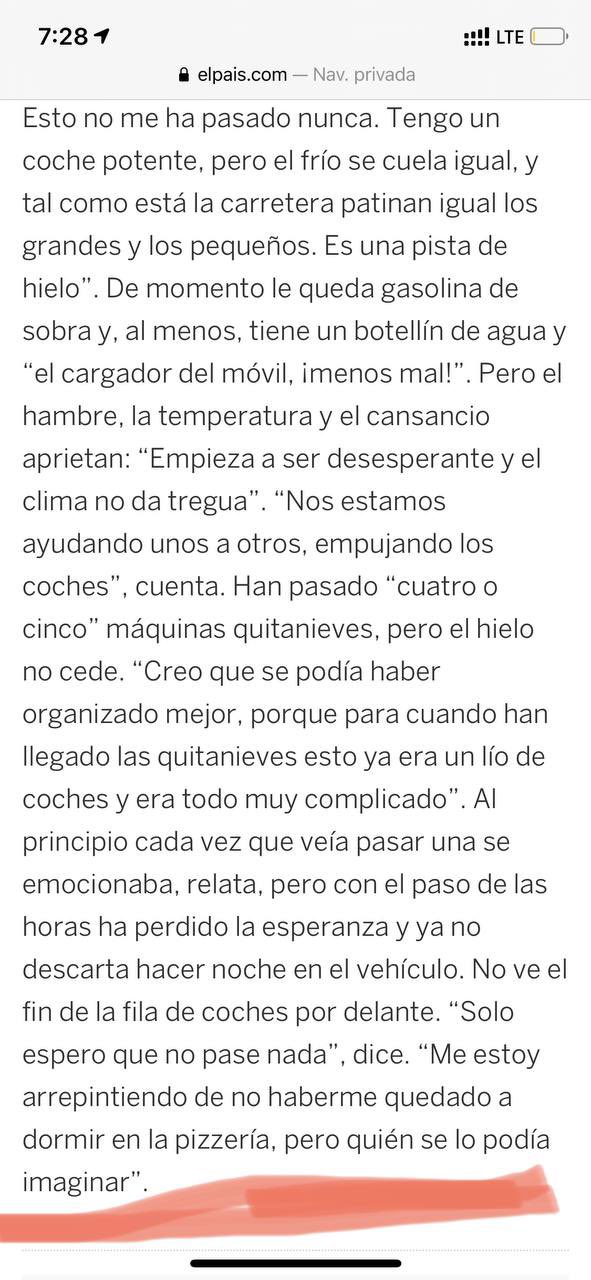 7:28
LTE
elpais.com — Nav. privada
Esto no me ha pasado nunca. Tengo un
coche potente, pero el frío se cuela igual, y
tal como está la carretera patinan igual los
grandes y los pequeños. Es una pista de
hielo”. De momento le queda gasolina de
sobra y, al menos, tiene un botellín de agua y
“el cargador del móvil, ¡menos mal!”. Pero el
hambre, la temperatura y el cansancio
aprietan: “Empieza a ser desesperante y el
clima no da tregua”. “Nos estamos
ayudando unos a otros, empujando los
coches”, cuenta. Han pasado “cuatro o
cinco” máquinas quitanieves, pero el hielo
no cede. “Creo que se podía haber
organizado mejor, porque para cuando han
llegado las quitanieves esto ya era un lío de
coches y era todo muy complicado”. Al
principio cada vez que veía pasar una se
emocionaba, relata, pero con el paso de las
horas ha perdido la esperanza y ya no
descarta hacer noche en el vehículo. No ve el
fin de la fila de coches por delante. “Solo
espero que no pase nada”, dice. “Me estoy
arrepintiendo de no haberme quedado a
dormir en la pizzería, pero quién se lo podía
imaginar”.